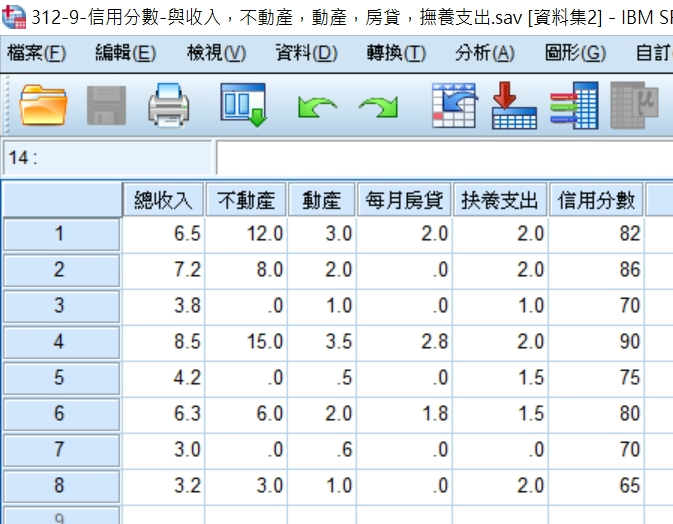 312-9-信用分數-與收入，不動產，動產，房貸，撫養支出.sav [資料集2] - IBM SP
檔案(F) 編輯(E) 檢視(V) 資料(D) 轉換(T) 分析(A) 圖形(G) 自訂
14 :
總收入 不動產 動產 每月房貸 扶養支出 信用分數
1 6.5 12.0 3.0 2.0 2.0 82
2 7.2 8.0 2.0 .0 2.0 86
3 3.8 .0 1.0 .0 1.0 70
4 8.5 15.0 3.5 2.8 2.0 90
5 4.2 .0 .5 .0 1.5 75
6 6.3 6.0 2.0 1.8 1.5 80
7 3.0 .0 .6 .0 .0 70
8 3.2 3.0 1.0 .0 2.0 65
9